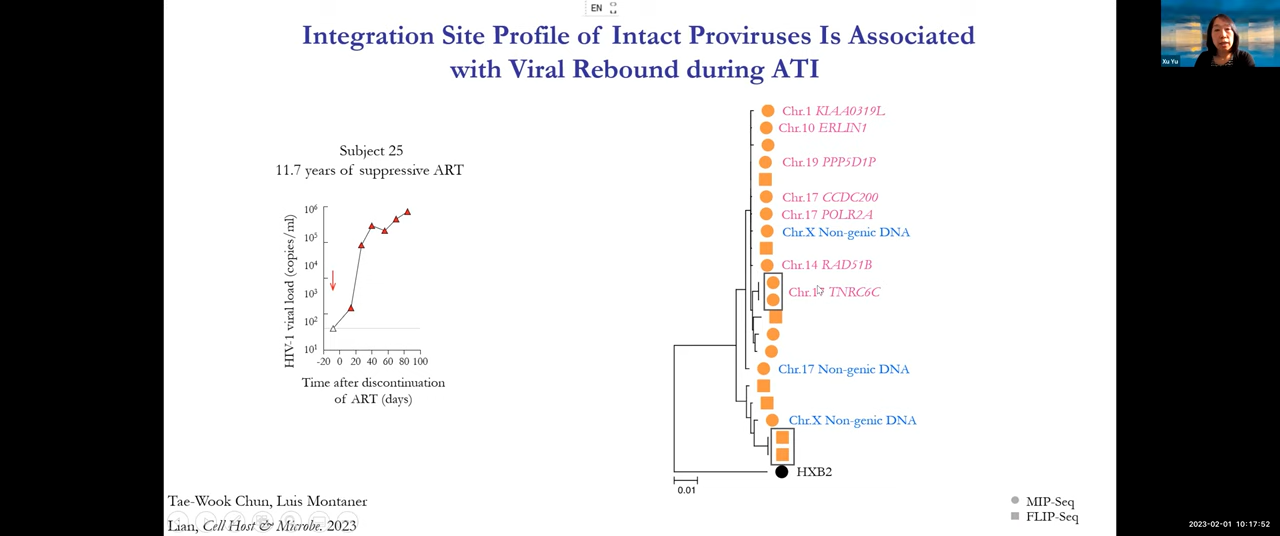 EN
Integration Site Profile of Intact Proviruses Is Associated
with Viral Rebound during ATI
Xu Yu
Subject 25
11.7 years of suppressive ART
HIV-1 viral load (copies/ml)
10⁶
10⁵
10⁴
10³
10²
10¹
-20 0 20 40 60 80 100
Time after discontinuation
of ART (days)
Chr.1 KIAA0319L
Chr.10 ERLIN1
Chr.19 PPP5D1P
Chr.17 CCDC200
Chr.17 POLR2A
Chr.X Non-genic DNA
Chr.14 RAD51B
TNRC6C
Chr.17 Non-genic DNA
Chr.X Non-genic DNA
HXB2
0.01
Tae-Wook Chun, Luis Montaner
Lian, Cell Host & Microbe. 2023
MIP-Seq
FLIP-Seq
2023-02-01 10:17:52